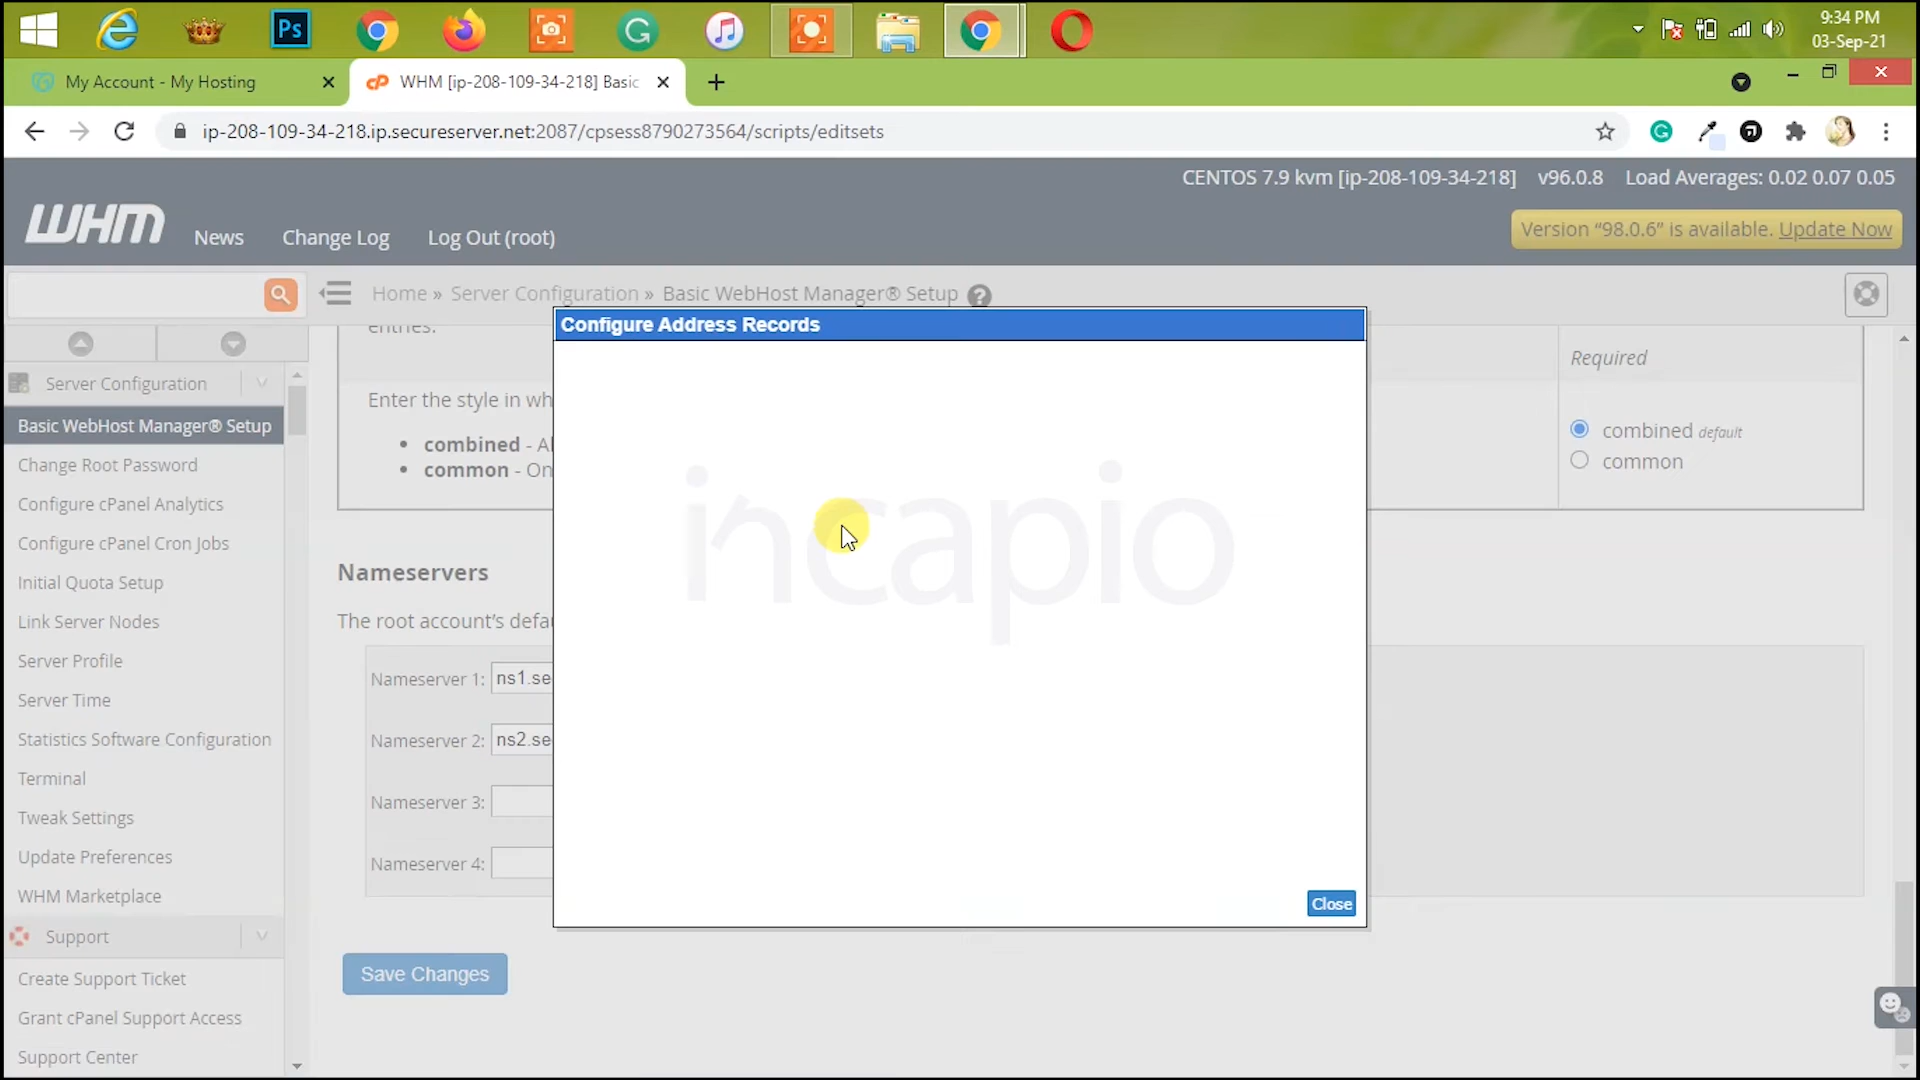 Ps
9:34 PM
03-Sep-21
My Account - My Hosting
cP
WHM [ip-208-109-34-218] Basic
ip-208-109-34-218.ip.secureserver.net:2087/cpsess8790273564/scripts/editsets
CENTOS 7.9 kvm [ip-208-109-34-218] v96.0.8 Load Averages: 0.02 0.07 0.05
WHM
News
Change Log
Log Out (root)
Version “98.0.6” is available. Update Now
Home » Server Configuration » Basic WebHost Manager® Setup ?
Server Configuration
Basic WebHost Manager® Setup
Change Root Password
Configure cPanel Analytics
Configure cPanel Cron Jobs
Initial Quota Setup
Link Server Nodes
Server Profile
Server Time
Statistics Software Configuration
Terminal
Tweak Settings
Update Preferences
WHM Marketplace
Support
Create Support Ticket
Grant cPanel Support Access
Support Center
entries.
Enter the style in wh
combined - Al
common - On
Required
combined default
common
Nameservers
The root account’s defau
Nameserver 1: ns1.se
Nameserver 2: ns2.se
Nameserver 3:
Nameserver 4:
Save Changes
Configure Address Records
incapio
Close